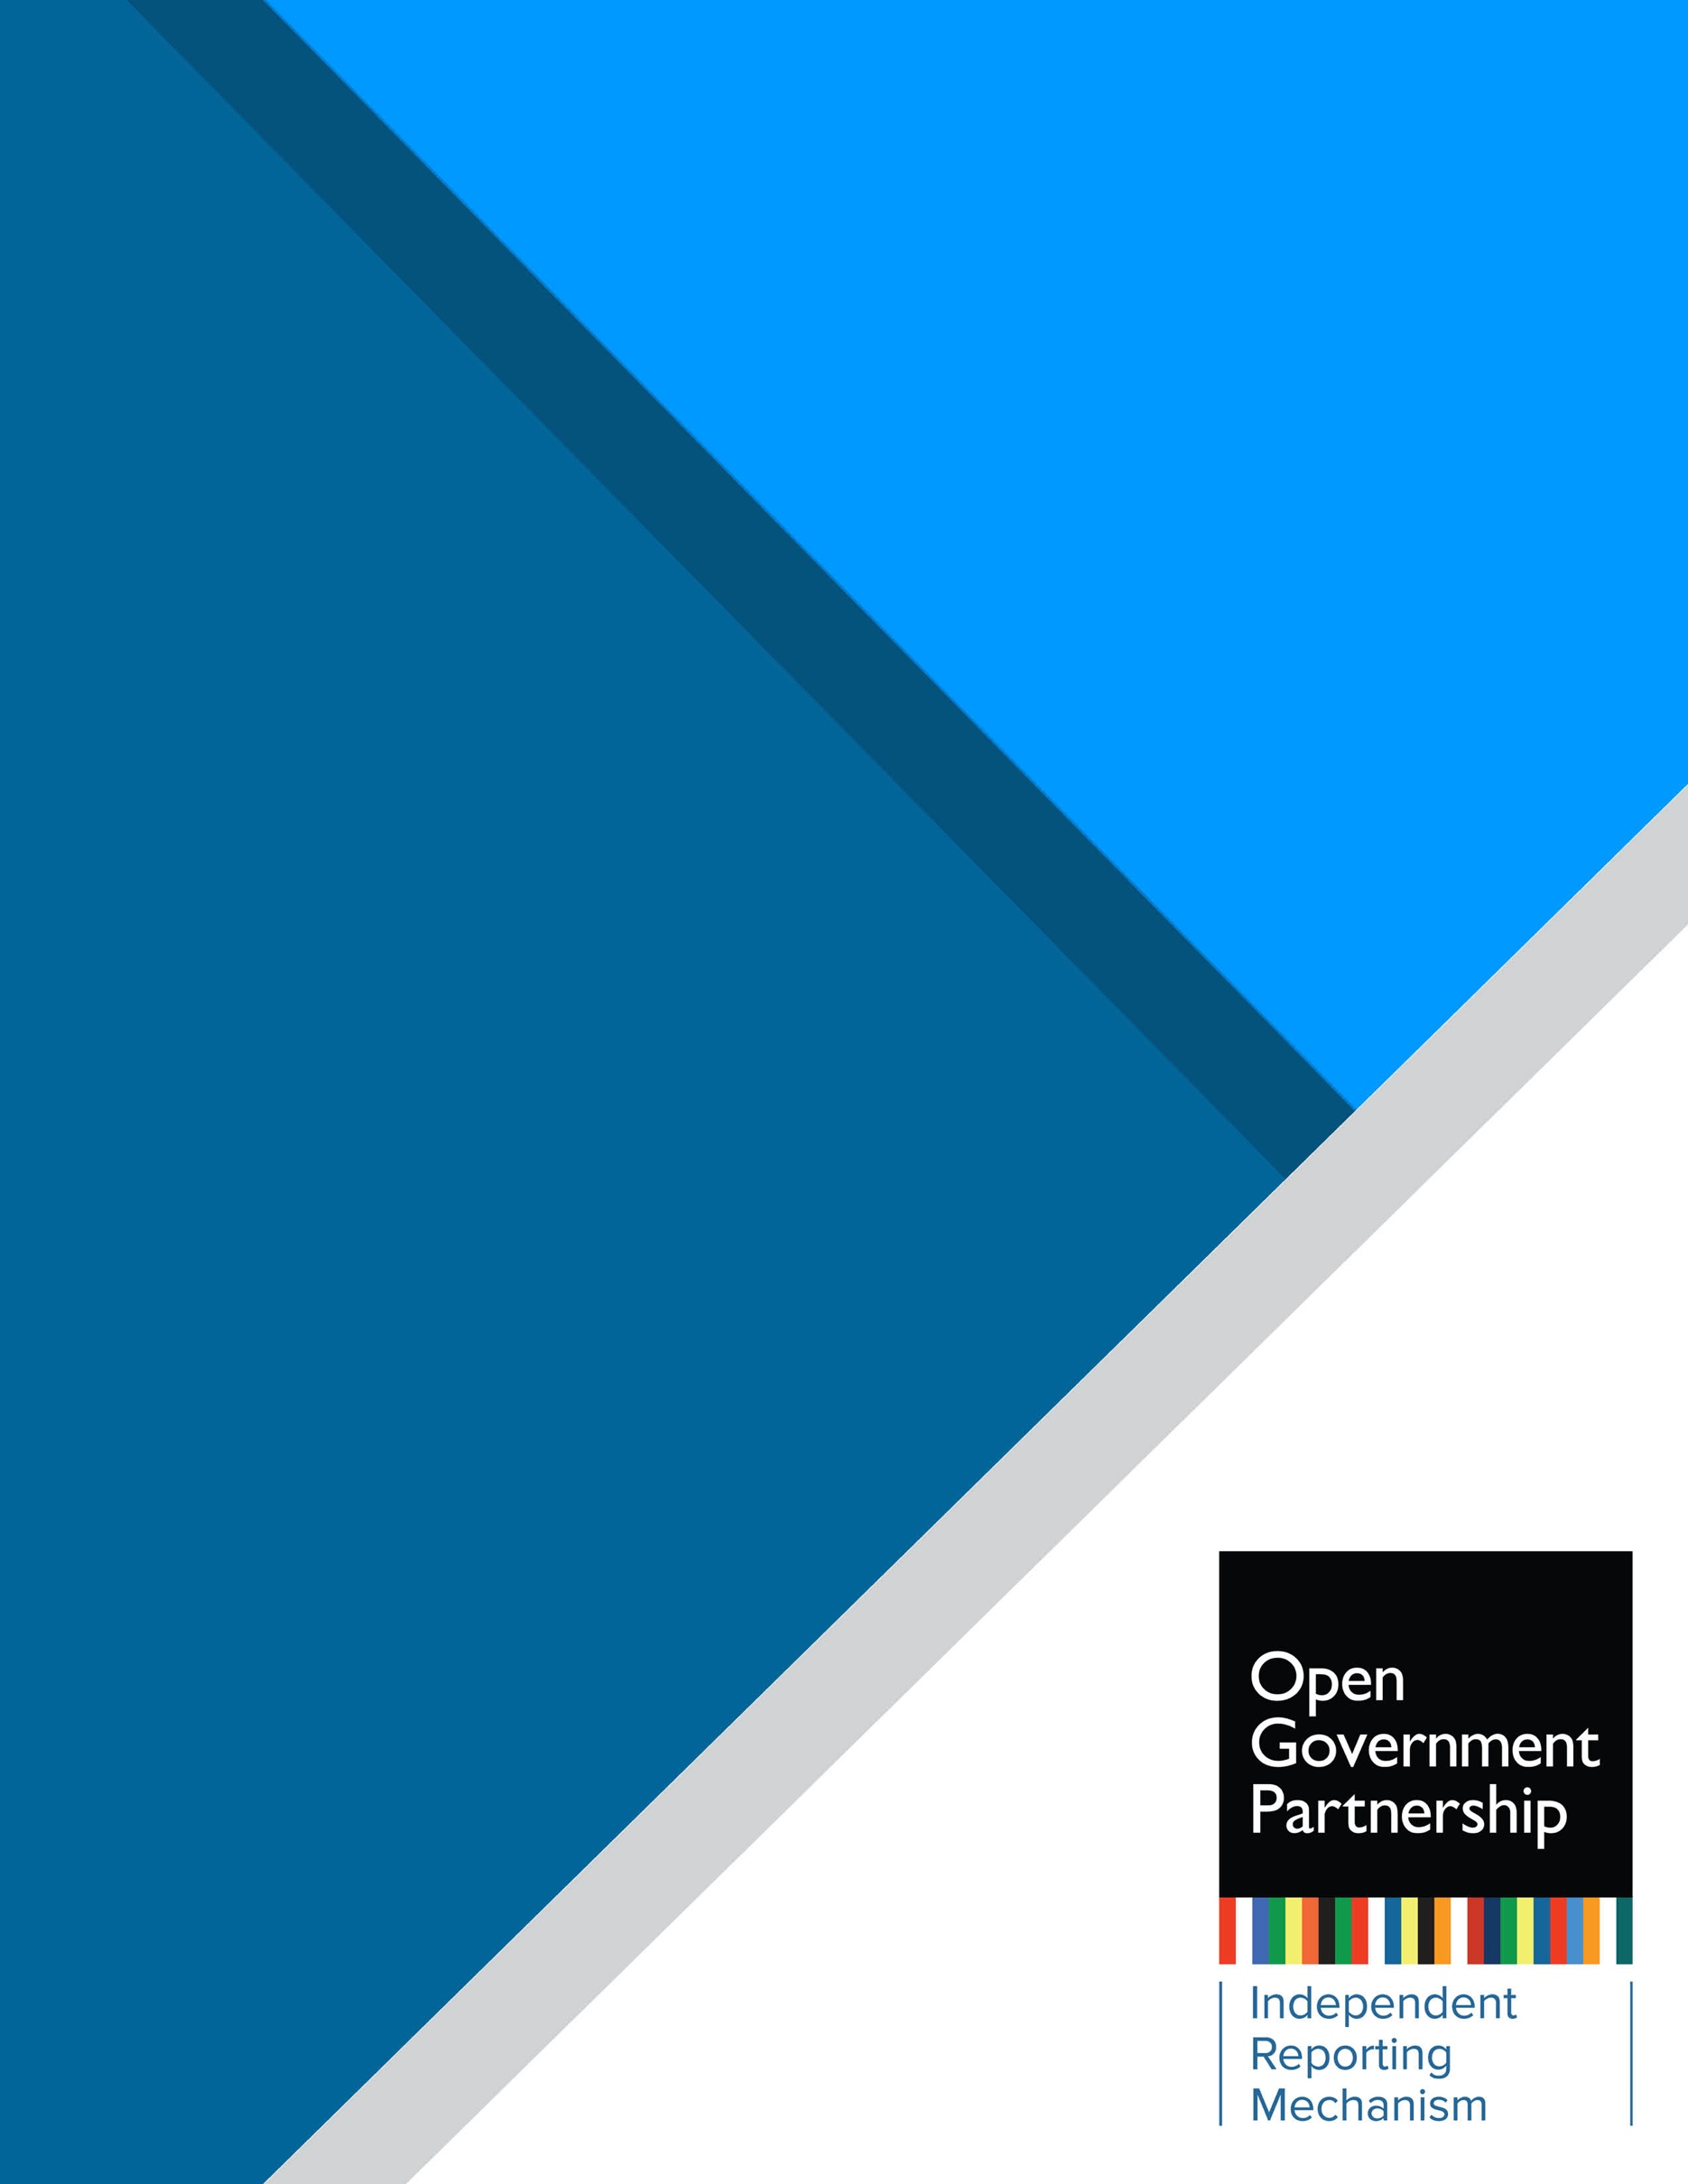 Open
Government
Partnership
Independent
Reporting
Mechanism